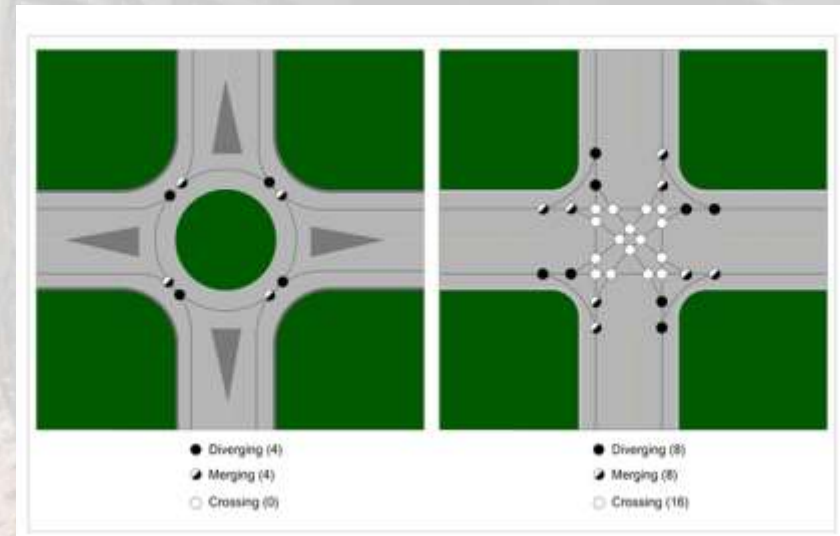 Diverging (4)
Merging (4)
Crossing (0)
Diverging (8)
Merging (8)
Crossing (16)